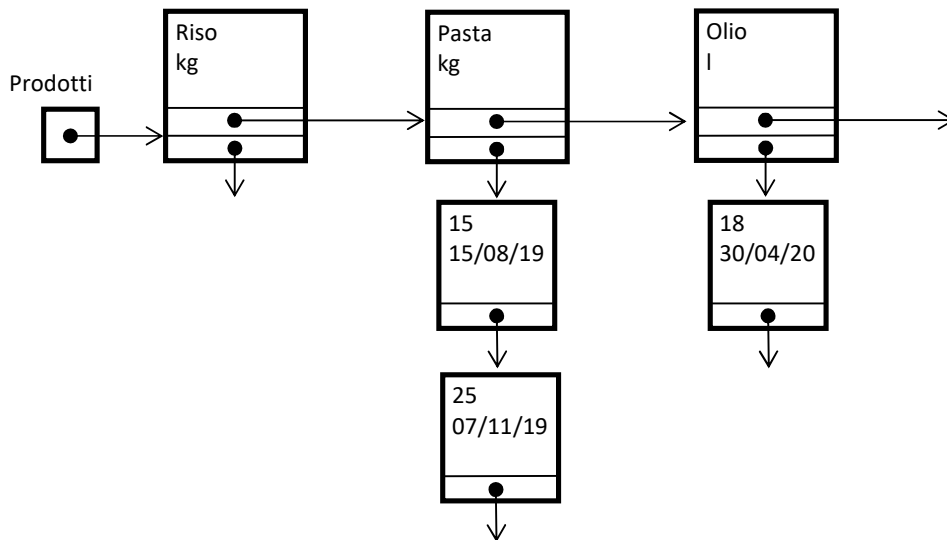 Prodotti
Riso
kg
Pasta
kg
Olio
l
15
15/08/19
18
30/04/20
25
07/11/19